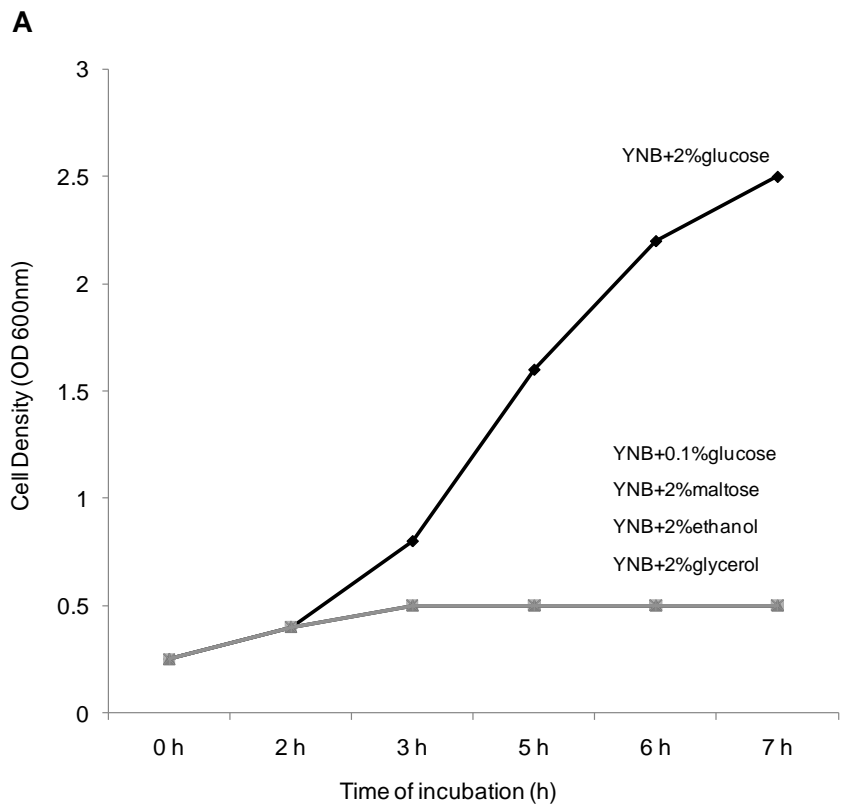 A
3
2.5
2
1.5
1
0.5
0
Cell Density (OD 600nm)
YNB+2%glucose
YNB+0.1%glucose
YNB+2%maltose
YNB+2%ethanol
YNB+2%glycerol
0 h 2 h 3 h 5 h 6 h 7 h
Time of incubation (h)